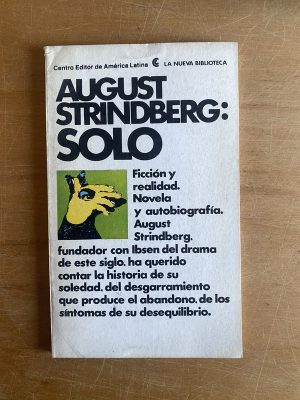 Centro Editor de América Latina LA NUEVA BIBLIOTECA
AUGUST
STRINDBERG:
SOLO
Ficción y
realidad.
Novela
y autobiografía.
August
Strindberg,
fundador con Ibsen del drama
de este siglo, ha querido
contar la historia de su
soledad, del desgarramiento
que produce el abandono, de los
síntomas de su desequilibrio.